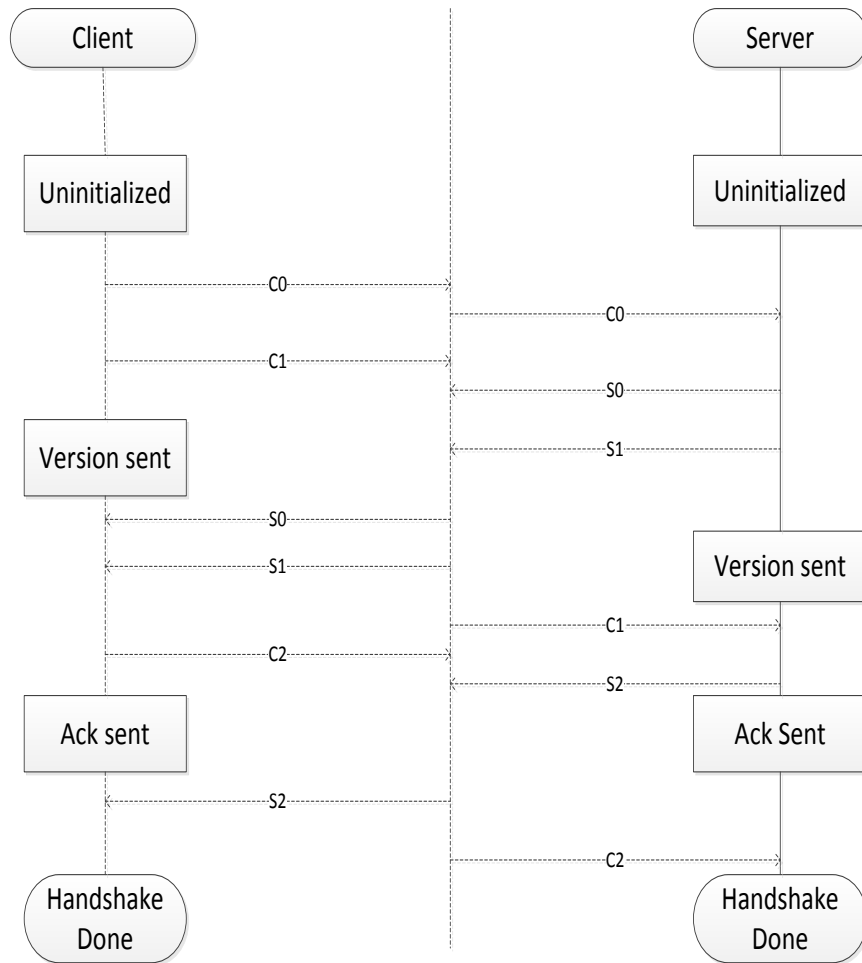 Client
Server
Uninitialized
Uninitialized
C0
C0
C1
S0
S1
Version sent
S0
S1
Version sent
C1
C2
S2
Ack sent
Ack Sent
S2
C2
Handshake
Done
Handshake
Done